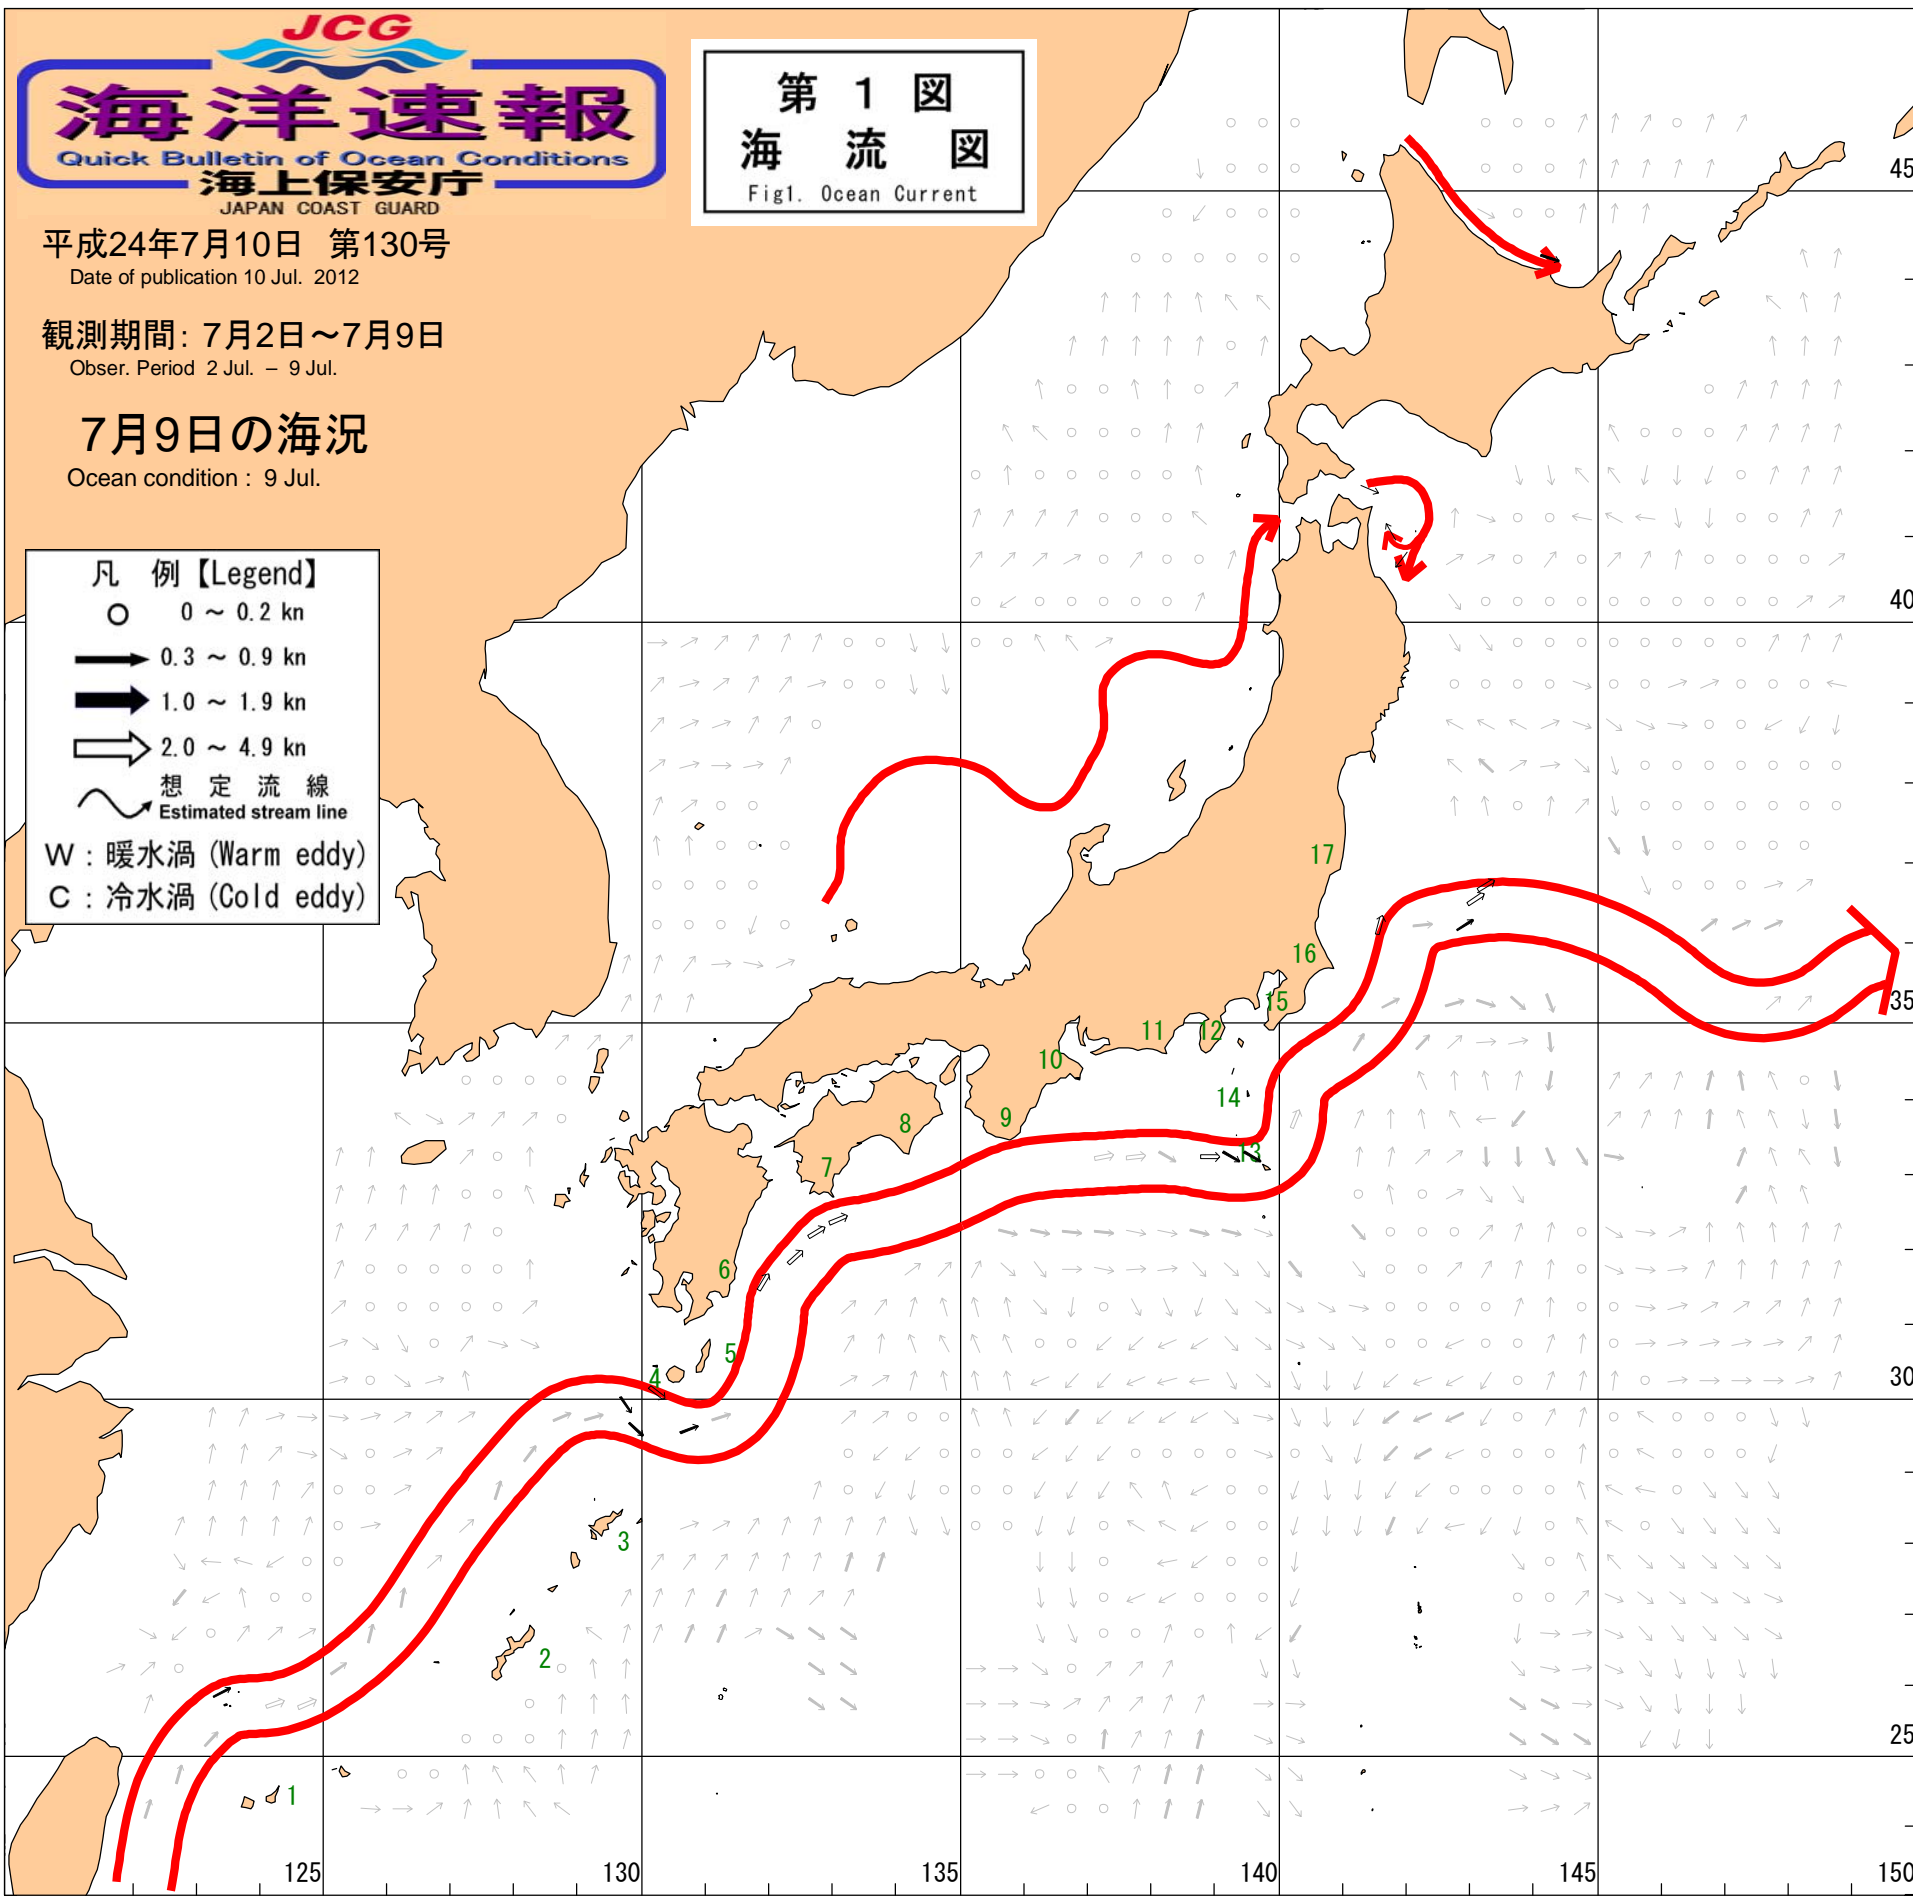 JCG
海洋速報
Quick Bulletin of Ocean Conditions
海上保安庁
JAPAN COAST GUARD
平成24年7月10日 第130号
Date of publication 10 Jul. 2012
観測期間: 7月2日～7月9日
Obser. Period 2 Jul. – 9 Jul.
7月9日の海況
Ocean condition : 9 Jul.
第 1 図
海 流 図
Fig1. Ocean Current
凡 例【Legend】
0 ～ 0.2 kn
0.3 ～ 0.9 kn
1.0 ～ 1.9 kn
2.0 ～ 4.9 kn
想 定 流 線
Estimated stream line
W : 暖水渦 (Warm eddy)
C : 冷水渦 (Cold eddy)
45
40
17
16
35
15
12
11
10
14
9
8
13
7
6
5
4
30
3
2
25
1
125
130
135
140
145
150